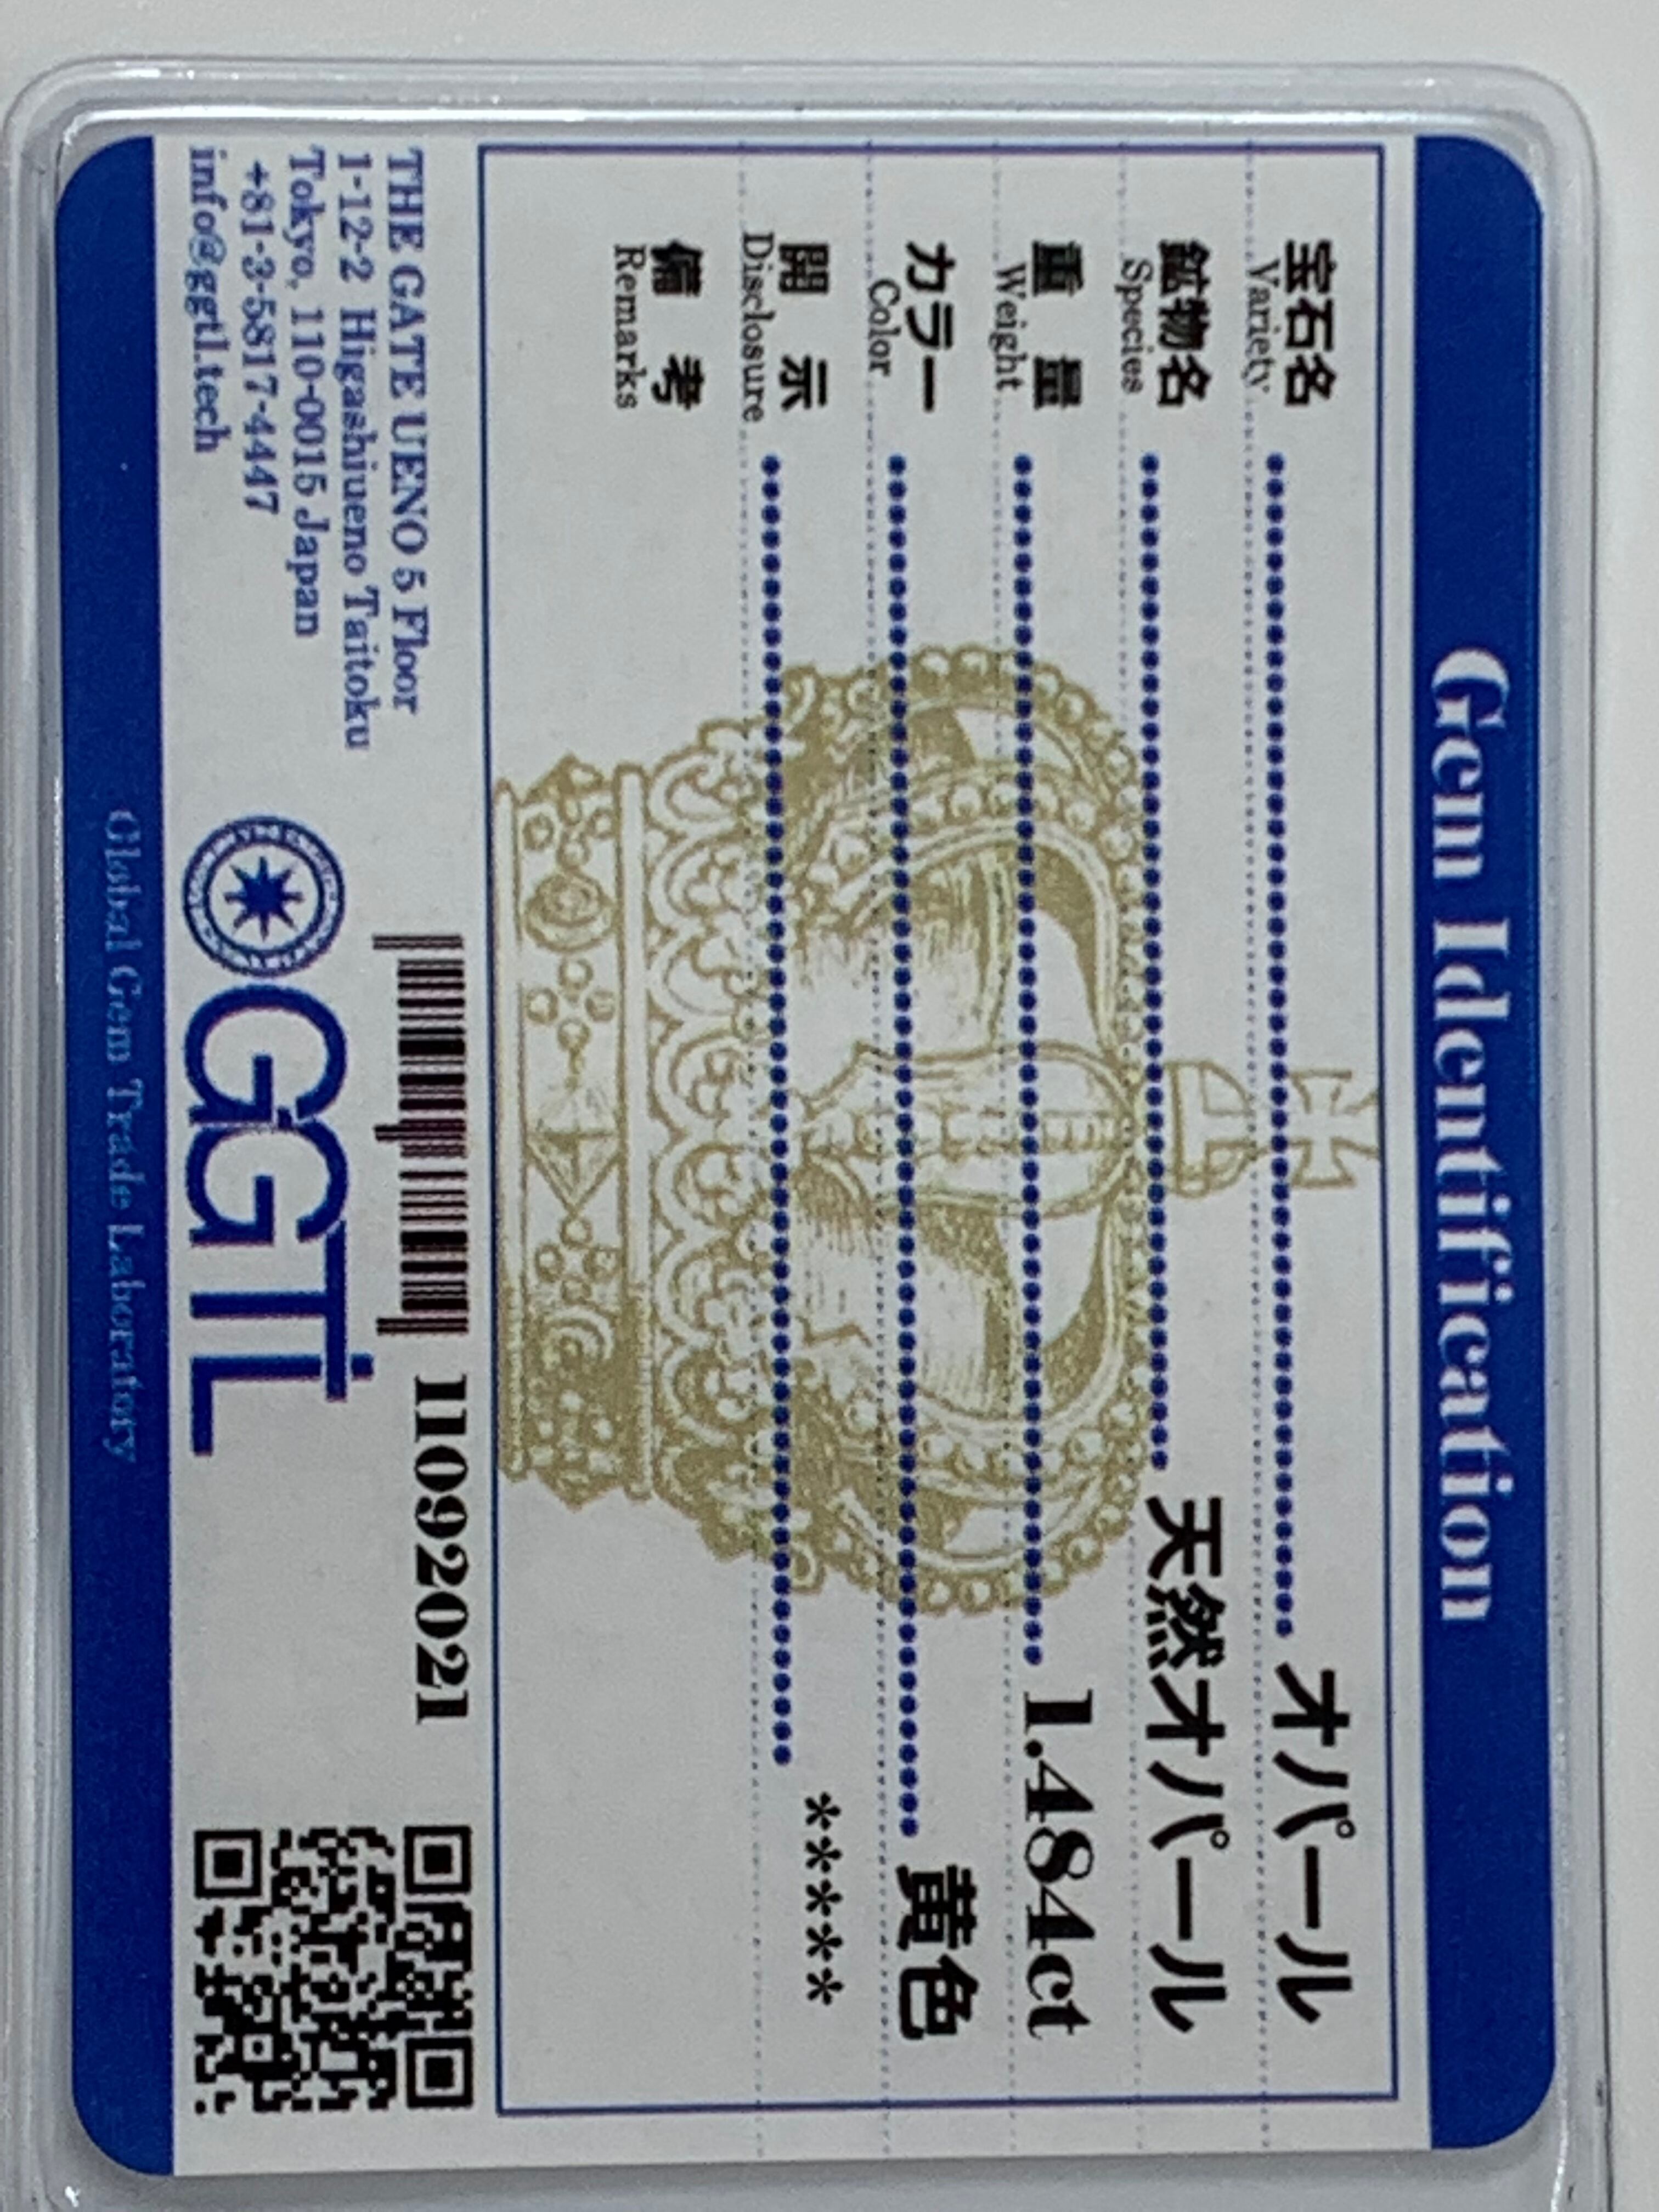 Gem Identification
宝石名 オパール
Variety
鉱物名 天然オパール
Species
重量 1.484ct
Weight
カラー 黄色
Color
開示 *****
Disclosure
備考
Remarks
THE GATE UENO 5 Floor
1-12-2 Higashiueno Taitoku
Tokyo, 110-0015 Japan
+81-3-5817-4447
info@ggtl.tech
11092021
GGTL
Global Gem Trade Laboratory